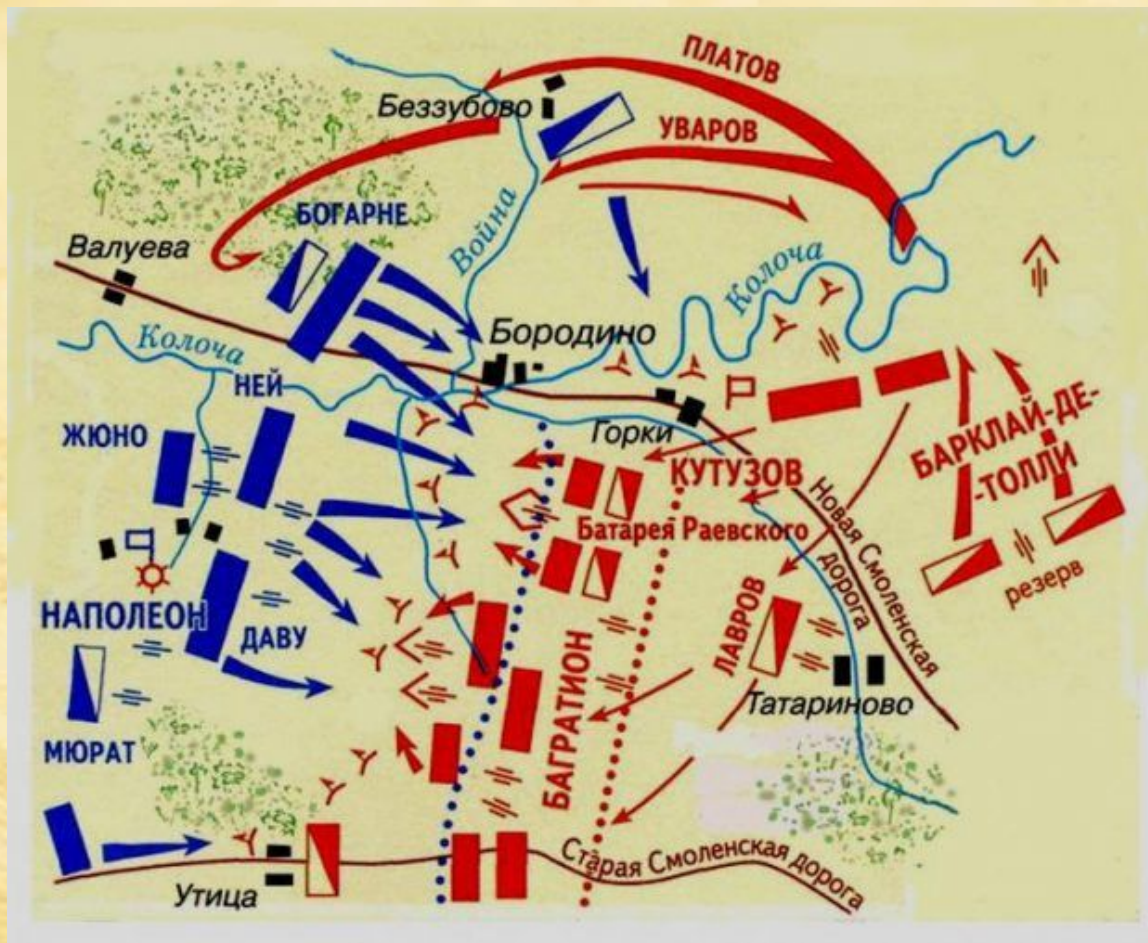 ПЛАТОВ
Беззубово
УВАРОВ
БОГАРНЕ
Война
Валуева
Колоча
Колоча
Бородино
НЕЙ
ЖЮНО
Горки
БАРКЛАЙ-ДЕ-
-ТОЛЛИ
КУТУЗОВ
Батарея Раевского
Новая Смоленская
дорога
резерв
НАПОЛЕОН
ДАВУ
ЛАВРОВ
БАГРАТИОН
Татариново
МЮРАТ
Утица
Старая Смоленская дорога